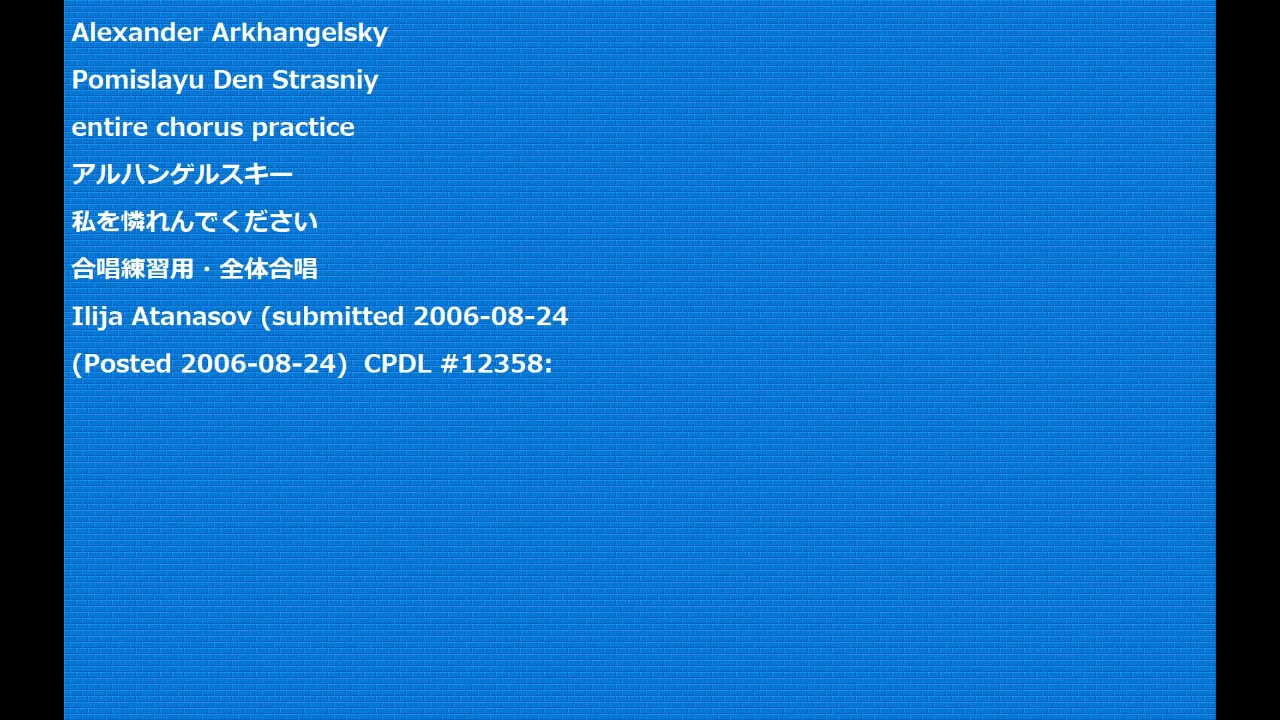 Alexander Arkhangelsky
Pomislayu Den Strasniy
entire chorus practice
アルハンゲルスキー
私を憐れんでください
合唱練習用・全体合唱
Ilija Atanasov (submitted 2006-08-24
(Posted 2006-08-24)  CPDL #12358: